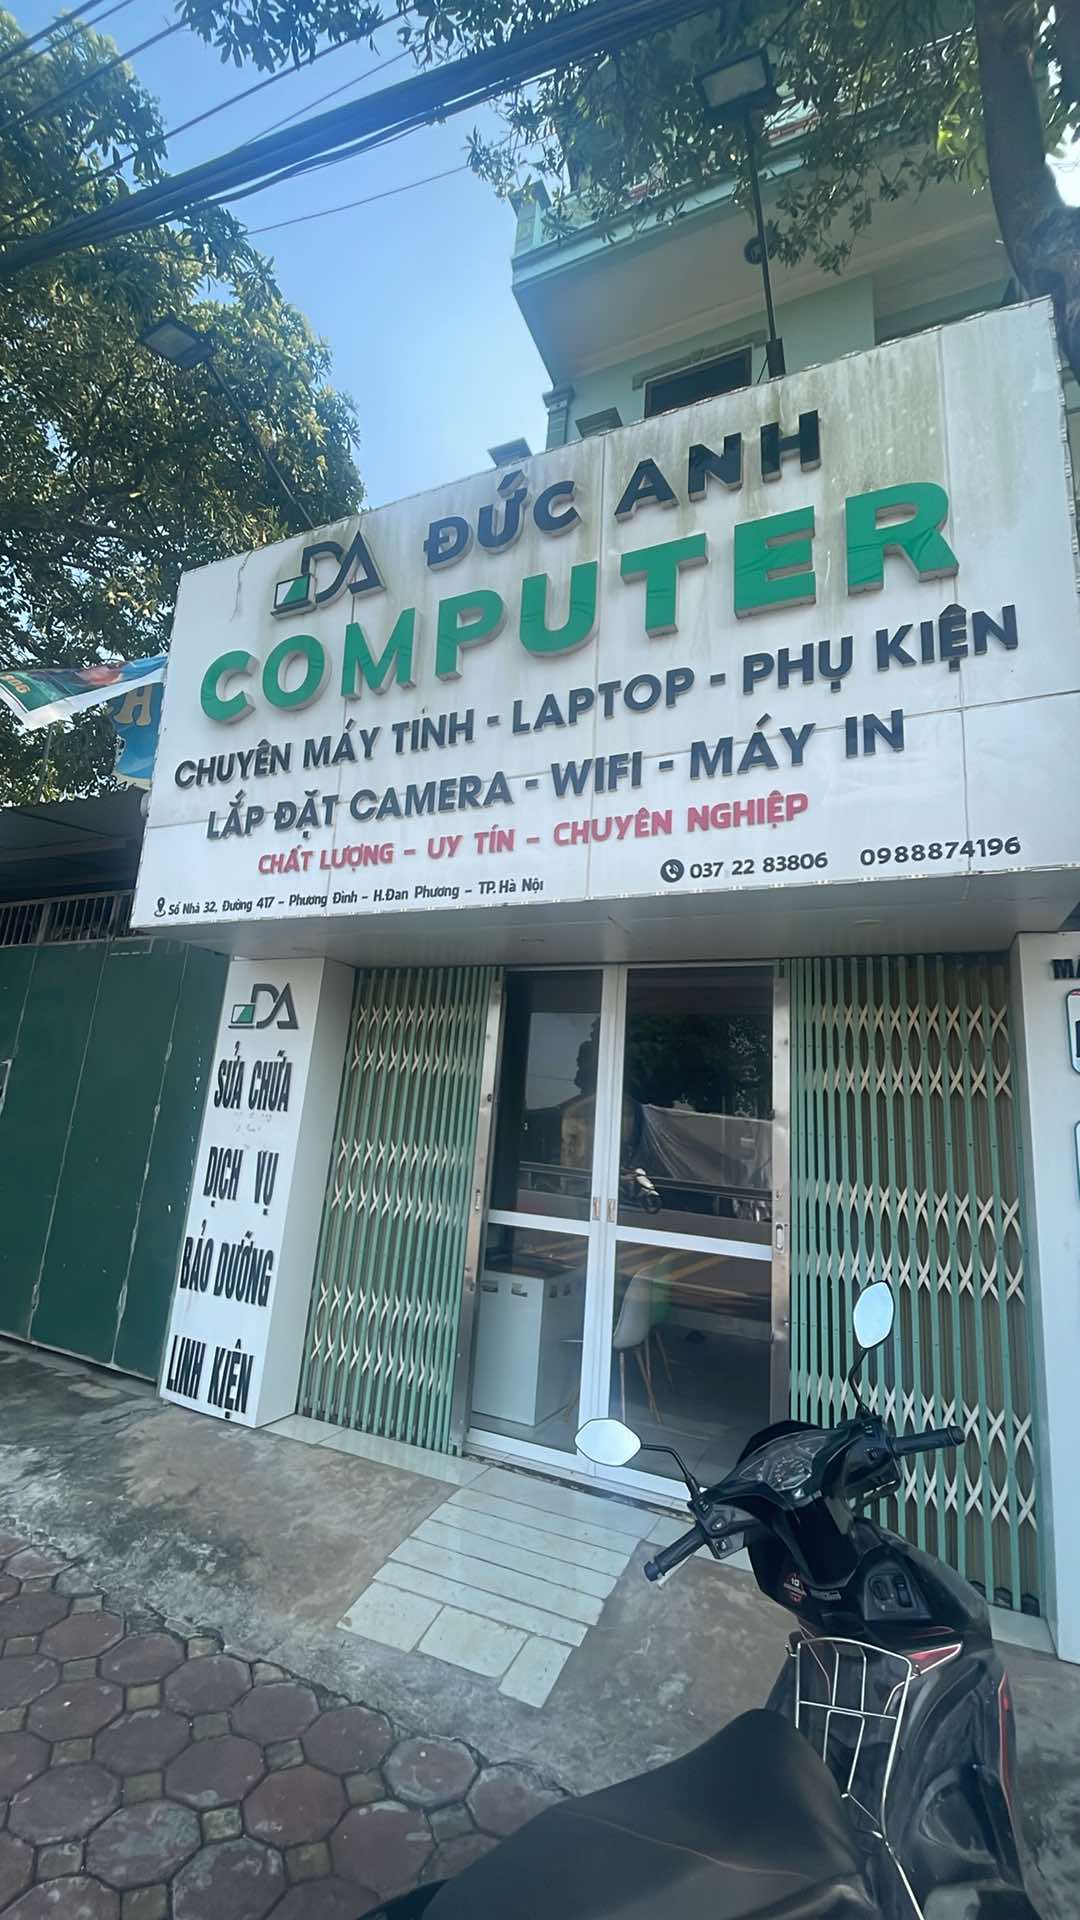 DA ĐỨC ANH
COMPUTER
CHUYÊN MÁY TÍNH - LAPTOP - PHỤ KIỆN
LẮP ĐẶT CAMERA - WIFI - MÁY IN
CHẤT LƯỢNG - UY TÍN - CHUYÊN NGHIỆP
Số Nhà 32, Đường 417 - Phương Đình - H.Đan Phương - TP. Hà Nội
037 22 83806 0988874196
DA
SỬA CHỮA
DỊCH VỤ
BẢO DƯỠNG
LINH KIỆN